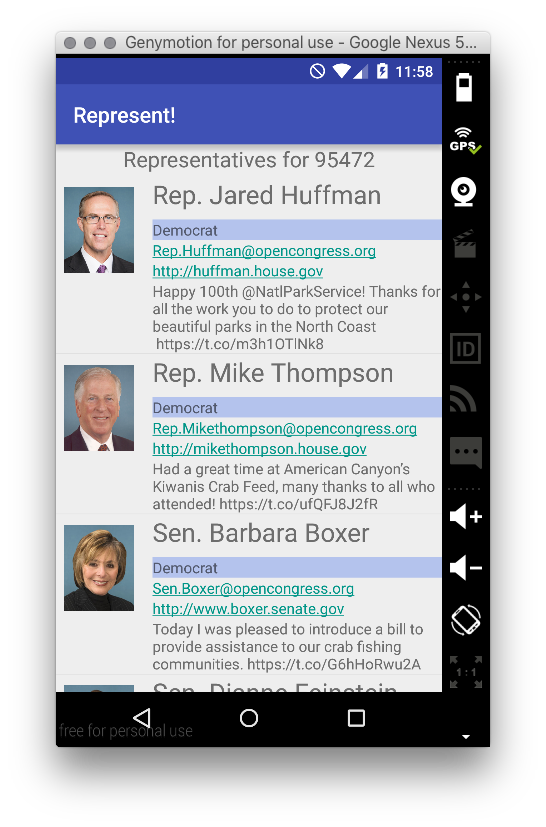 Genymotion for personal use - Google Nexus 5...
11:58
Represent!
GPS
Representatives for 95472
Rep. Jared Huffman
Democrat
Rep.Huffman@opencongress.org
http://huffman.house.gov
Happy 100th @NatlParkService! Thanks for
all the work you to do to protect our
beautiful parks in the North Coast
https://t.co/m3h1OTlNk8
ID
Rep. Mike Thompson
Democrat
Rep.Mikethompson@opencongress.org
http://mikethompson.house.gov
Had a great time at American Canyon's
Kiwanis Crab Feed, many thanks to all who
attended! https://t.co/ufQFJ8J2fR
Sen. Barbara Boxer
Democrat
Sen.Boxer@opencongress.org
http://www.boxer.senate.gov
Today I was pleased to introduce a bill to
provide assistance to our crab fishing
communities. https://t.co/G6hHoRwu2A
1:1
Sen. Dianne Feinstein
free for personal use